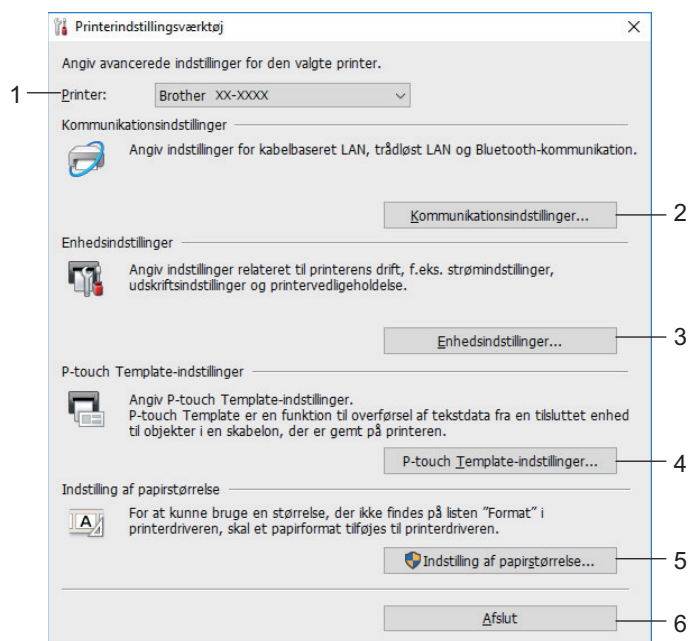 Printerindstillingsværktøj
Angiv avancerede indstillinger for den valgte printer.
1
Printer: Brother XX-XXXX
Kommunikationsindstillinger
Angiv indstillinger for kabelbaseret LAN, trådløst LAN og Bluetooth-kommunikation.
Kommunikationsindstillinger... 2
Enhedsindstillinger
Angiv indstillinger relateret til printerens drift, f.eks. strømindstillinger,
udskriftsindstillinger og printervedligeholdelse.
Enhedsindstillinger... 3
P-touch Template-indstillinger
Angiv P-touch Template-indstillinger.
P-touch Template er en funktion til overførsel af tekstdata fra en tilsluttet enhed
til objekter i en skabelon, der er gemt på printeren.
P-touch Template-indstillinger... 4
Indstilling af papirstørrelse
For at kunne bruge en størrelse, der ikke findes på listen "Format" i
printerdriveren, skal et papirformat tilføjes til printerdriveren.
Indstilling af papirstørrelse... 5
Afslut 6